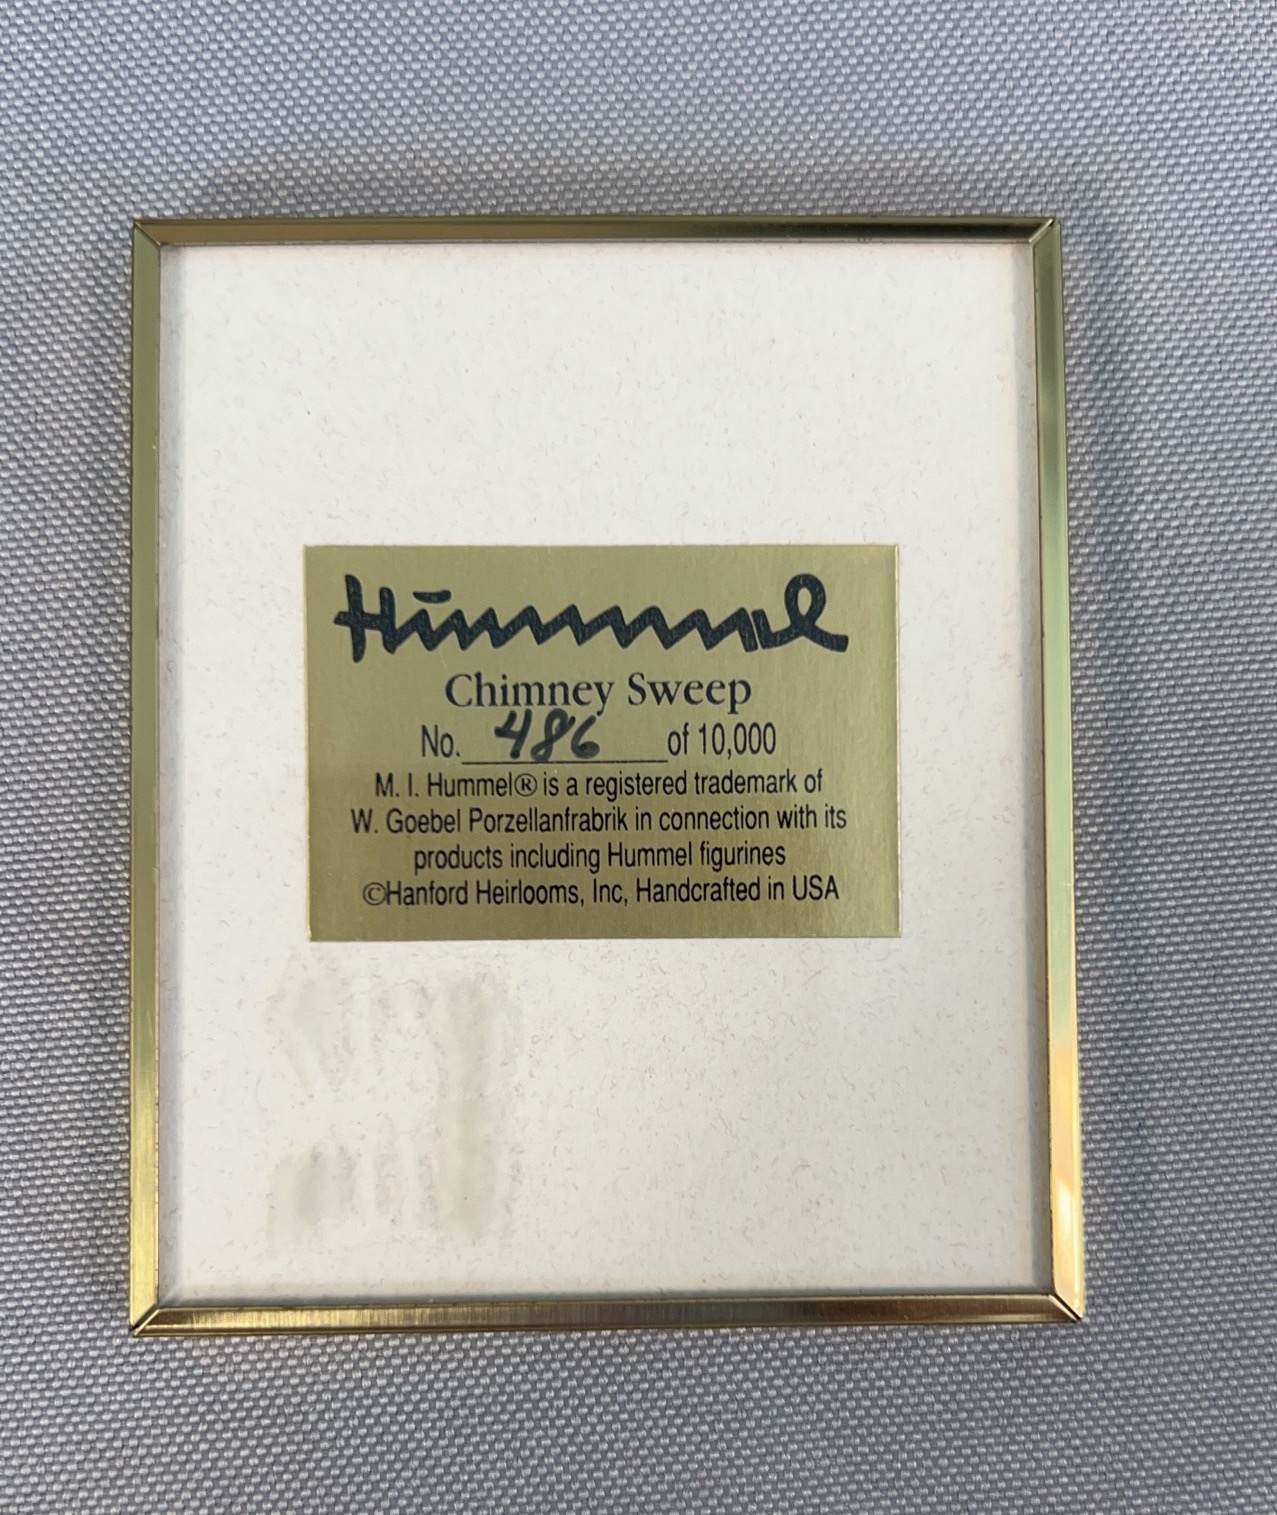 Hummel
Chimney Sweep
No. 486 of 10,000
M. I. Hummel® is a registered trademark of
W. Goebel Porzellanfrabrik in connection with its
products including Hummel figurines
©Hanford Heirlooms, Inc, Handcrafted in USA